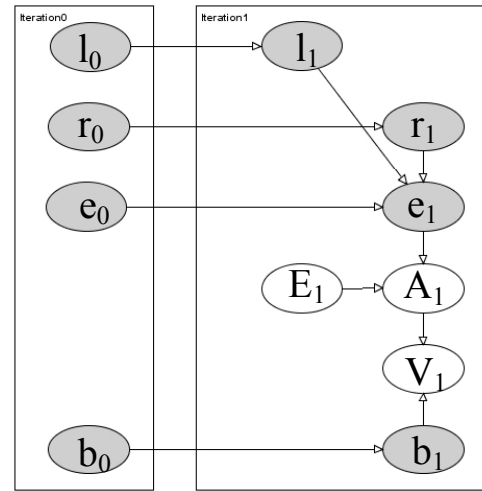 Iteration0 Iteration1
l₀ l₁
r₀ r₁
e₀ e₁
E₁ A₁
V₁
b₀ b₁